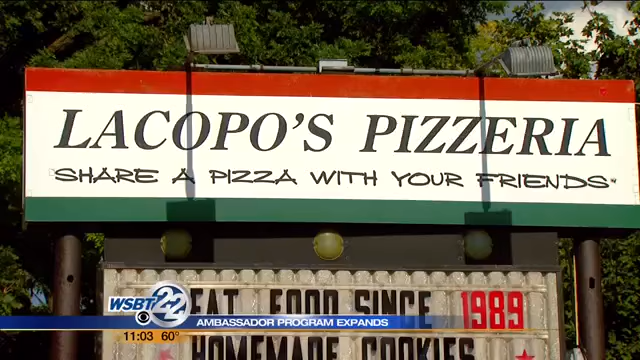 LACOPO'S PIZZERIA
SHARE A PIZZA WITH YOUR FRIENDS™
EAT FOOD SINCE 1989
HOMEMADE COOKIES
WSBT 22
AMBASSADOR PROGRAM EXPANDS
11:03 60°